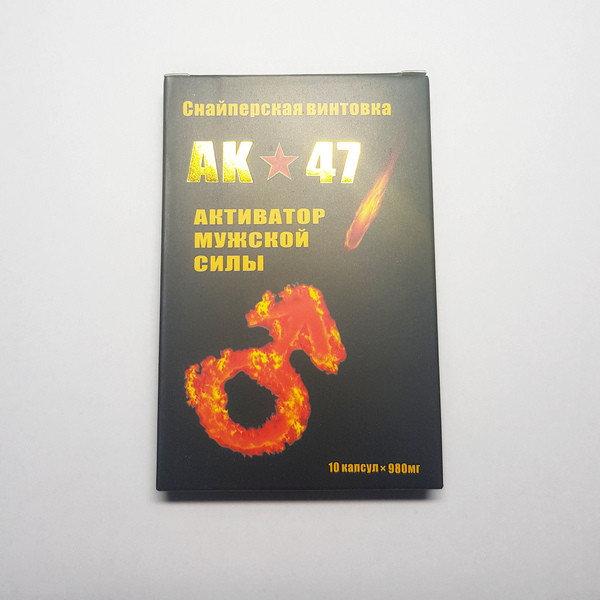 Снайперская винтовка
АК★47
АКТИВАТОР
МУЖСКОЙ
СИЛЫ
10 капсул × 980мг